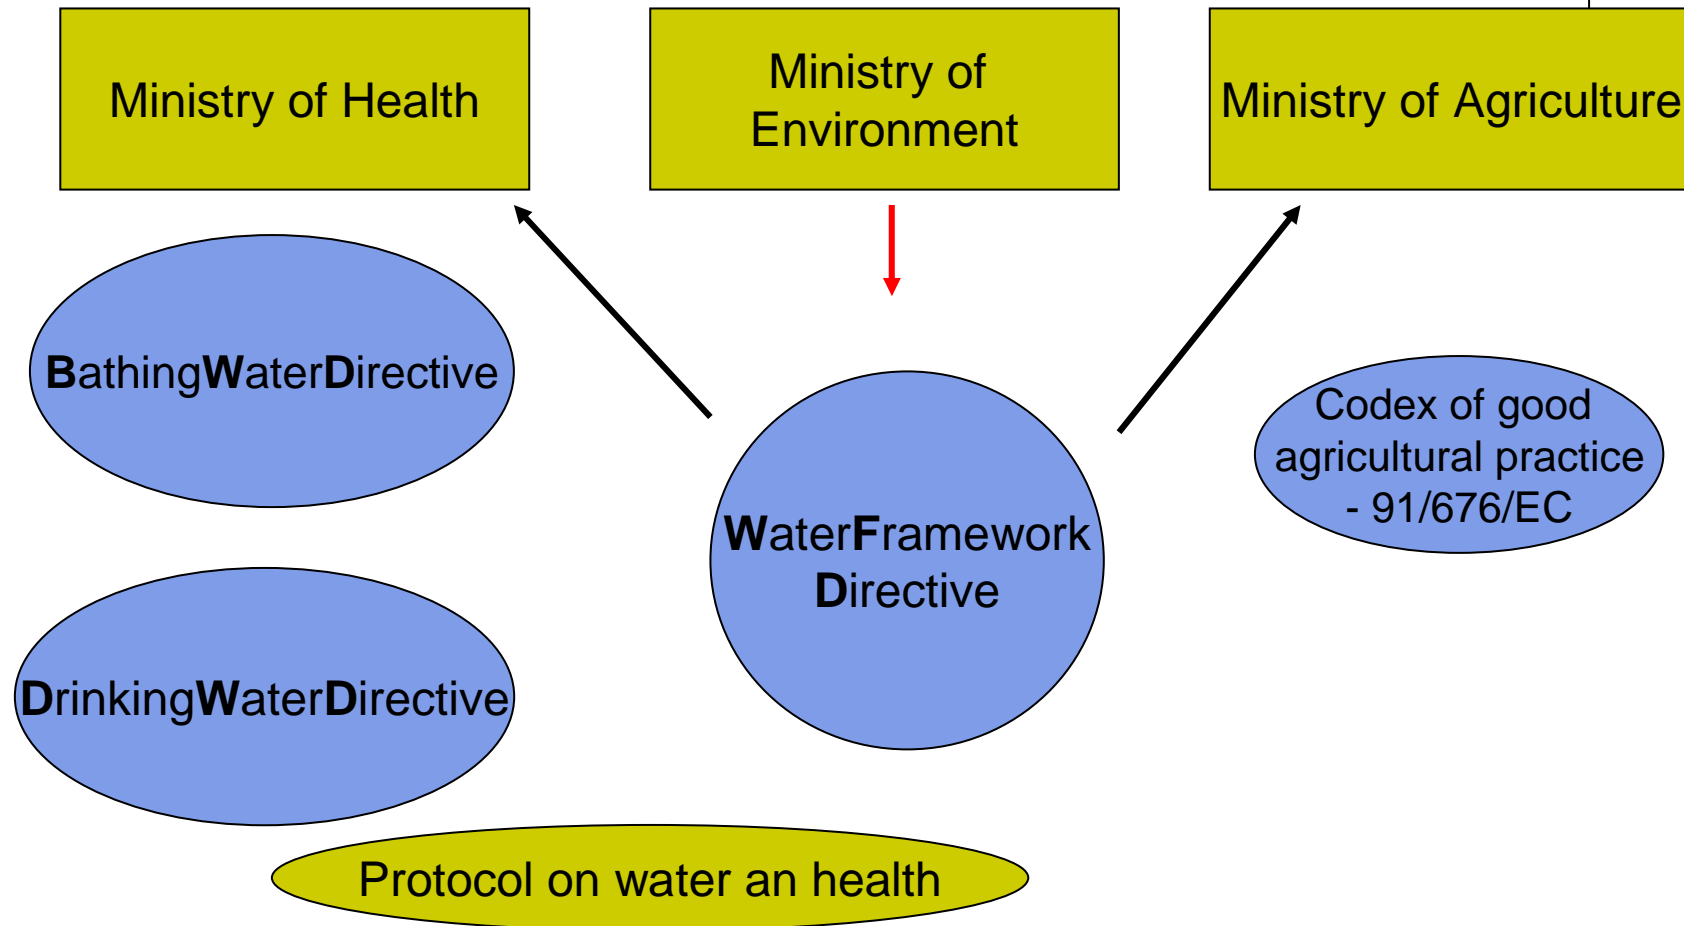 Ministry of Health
Ministry of
Environment
Ministry of Agriculture
BathingWaterDirective
WaterFramework
Directive
Codex of good
agricultural practice
- 91/676/EC
DrinkingWaterDirective
Protocol on water an health